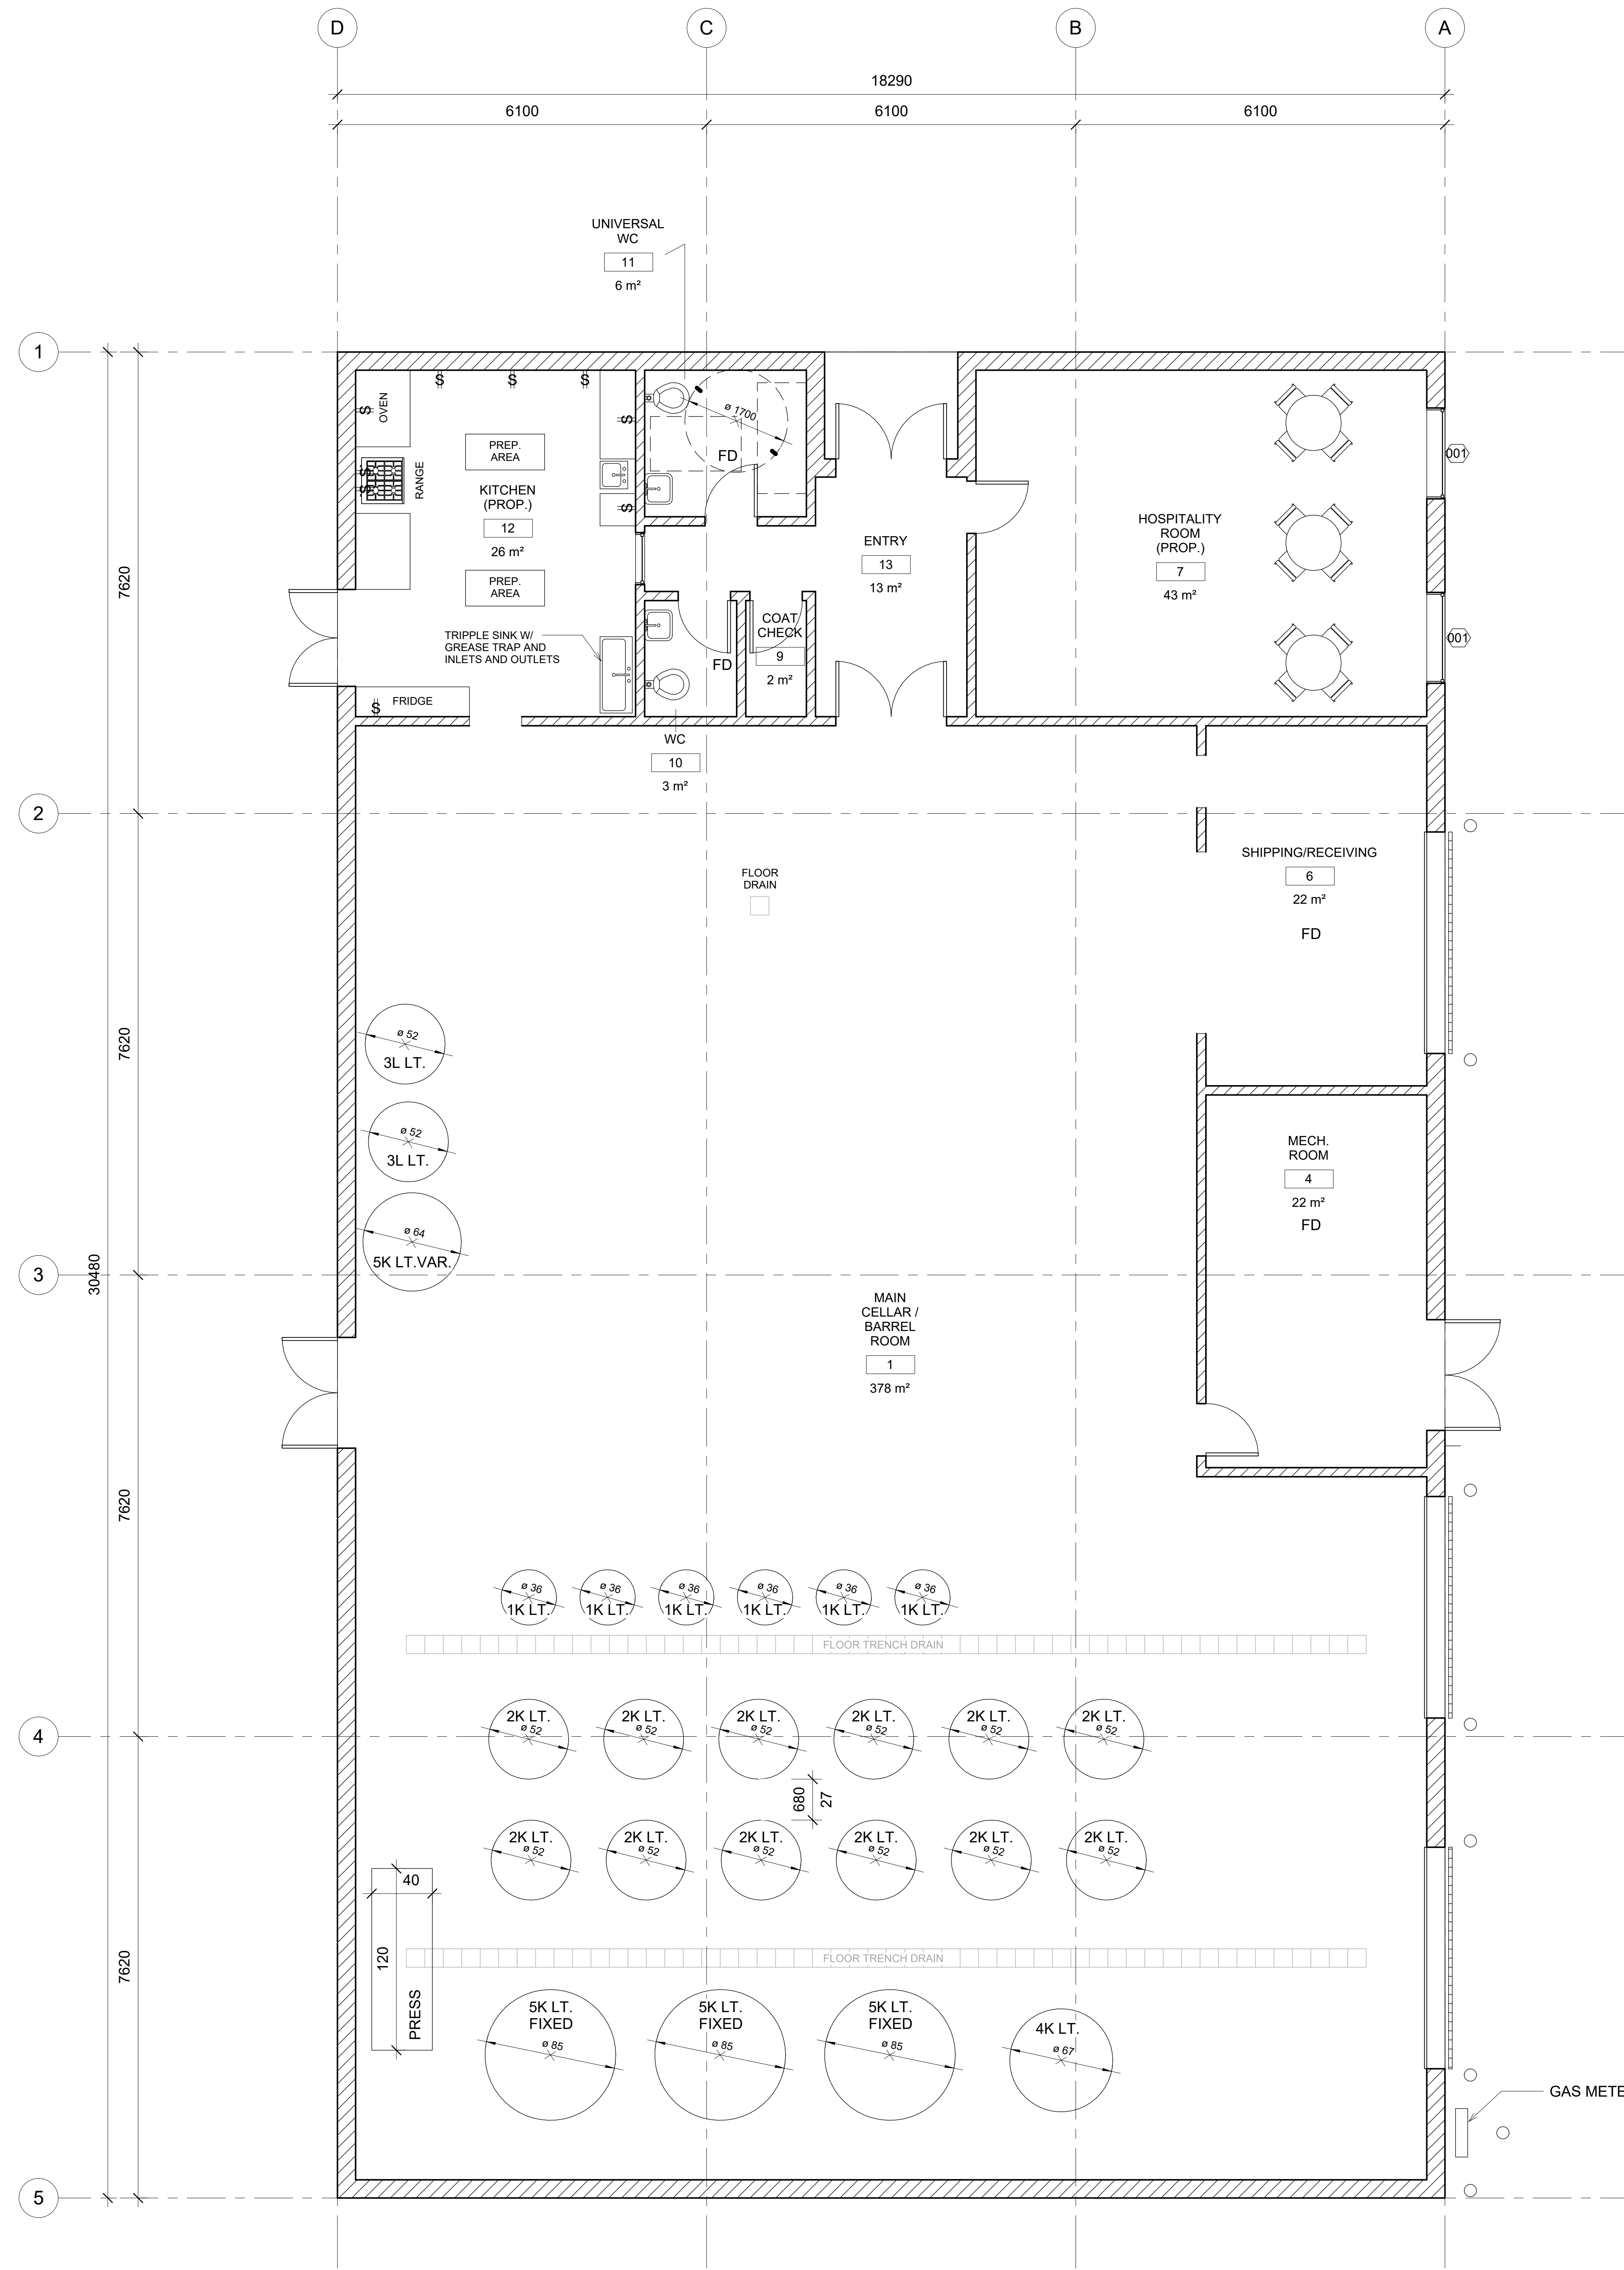 D
C
B
A
18290
6100
6100
6100
UNIVERSAL
WC
11
6 m²
1
2
3
4
5
30480
7620
7620
7620
7620
OVEN
S
S
S
S
S
S
S
S
S
RANGE
PREP.
AREA
KITCHEN
(PROP.)
12
26 m²
PREP.
AREA
TRIPPLE SINK W/
GREASE TRAP AND
INLETS AND OUTLETS
FRIDGE
ø 1700
FD
ENTRY
13
13 m²
HOSPITALITY
ROOM
(PROP.)
7
43 m²
001
001
COAT
CHECK
9
2 m²
FD
WC
10
3 m²
FLOOR
DRAIN
SHIPPING/RECEIVING
6
22 m²
FD
ø 52
3L LT.
ø 52
3L LT.
ø 64
5K LT.VAR.
MECH.
ROOM
4
22 m²
FD
MAIN
CELLAR /
BARREL
ROOM
1
378 m²
ø 36
1K LT.
ø 36
1K LT.
ø 36
1K LT.
ø 36
1K LT.
ø 36
1K LT.
ø 36
1K LT.
FLOOR TRENCH DRAIN
2K LT.
ø 52
2K LT.
ø 52
2K LT.
ø 52
2K LT.
ø 52
2K LT.
ø 52
2K LT.
ø 52
680
27
2K LT.
ø 52
2K LT.
ø 52
2K LT.
ø 52
2K LT.
ø 52
2K LT.
ø 52
2K LT.
ø 52
40
120
PRESS
FLOOR TRENCH DRAIN
5K LT.
FIXED
ø 85
5K LT.
FIXED
ø 85
5K LT.
FIXED
ø 85
4K LT.
ø 67
GAS METE